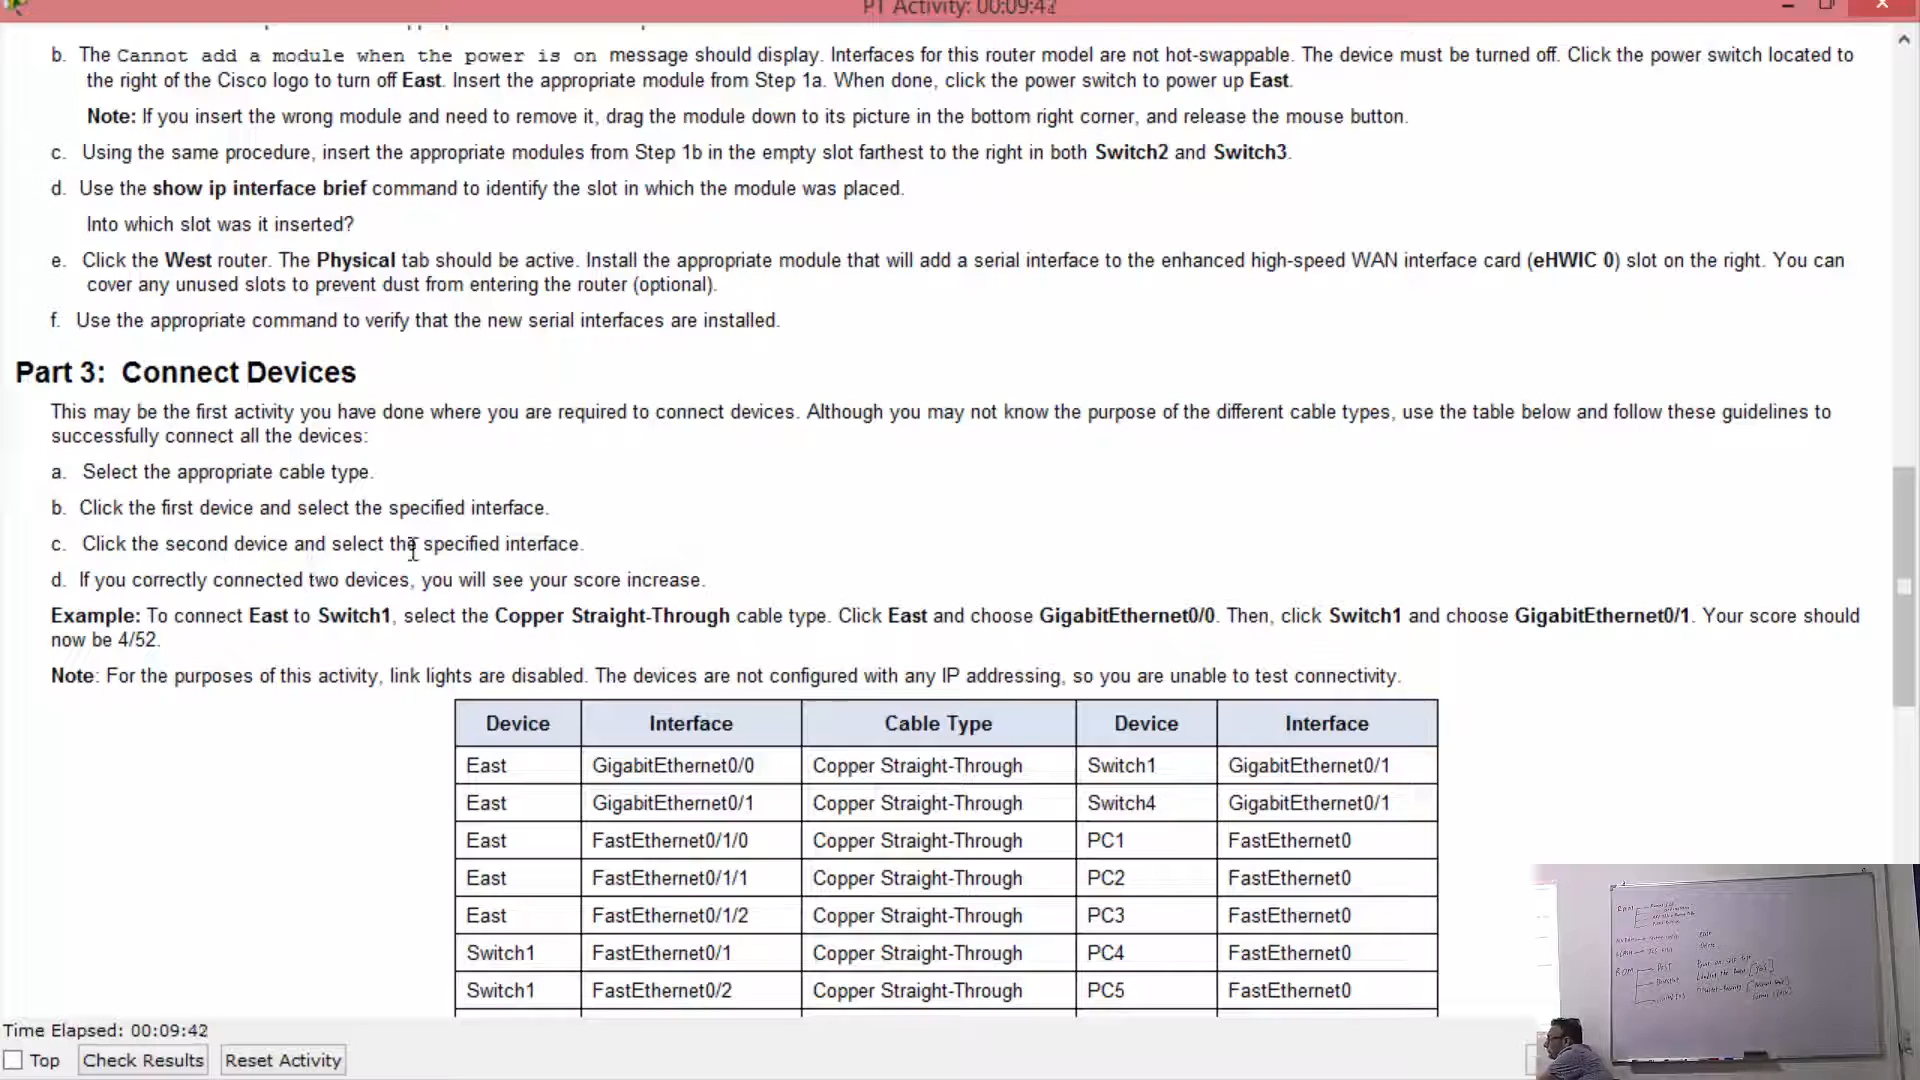 PT Activity: 00:09:42
b. The Cannot add a module when the power is on message should display. Interfaces for this router model are not hot-swappable. The device must be turned off. Click the power switch located to
the right of the Cisco logo to turn off East. Insert the appropriate module from Step 1a. When done, click the power switch to power up East.
Note: If you insert the wrong module and need to remove it, drag the module down to its picture in the bottom right corner, and release the mouse button.
c. Using the same procedure, insert the appropriate modules from Step 1b in the empty slot farthest to the right in both Switch2 and Switch3.
d. Use the show ip interface brief command to identify the slot in which the module was placed.
Into which slot was it inserted?
e. Click the West router. The Physical tab should be active. Install the appropriate module that will add a serial interface to the enhanced high-speed WAN interface card (eHWIC 0) slot on the right. You can
cover any unused slots to prevent dust from entering the router (optional).
f. Use the appropriate command to verify that the new serial interfaces are installed.
Part 3: Connect Devices
This may be the first activity you have done where you are required to connect devices. Although you may not know the purpose of the different cable types, use the table below and follow these guidelines to
successfully connect all the devices:
a. Select the appropriate cable type.
b. Click the first device and select the specified interface.
c. Click the second device and select the specified interface.
d. If you correctly connected two devices, you will see your score increase.
Example: To connect East to Switch1, select the Copper Straight-Through cable type. Click East and choose GigabitEthernet0/0. Then, click Switch1 and choose GigabitEthernet0/1. Your score should
now be 4/52.
Note: For the purposes of this activity, link lights are disabled. The devices are not configured with any IP addressing, so you are unable to test connectivity.
Device Interface Cable Type Device Interface
East GigabitEthernet0/0 Copper Straight-Through Switch1 GigabitEthernet0/1
East GigabitEthernet0/1 Copper Straight-Through Switch4 GigabitEthernet0/1
East FastEthernet0/1/0 Copper Straight-Through PC1 FastEthernet0
East FastEthernet0/1/1 Copper Straight-Through PC2 FastEthernet0
East FastEthernet0/1/2 Copper Straight-Through PC3 FastEthernet0
Switch1 FastEthernet0/1 Copper Straight-Through PC4 FastEthernet0
Switch1 FastEthernet0/2 Copper Straight-Through PC5 FastEthernet0
Time Elapsed: 00:09:42
Top Check Results Reset Activity
RAM
ROM
POST